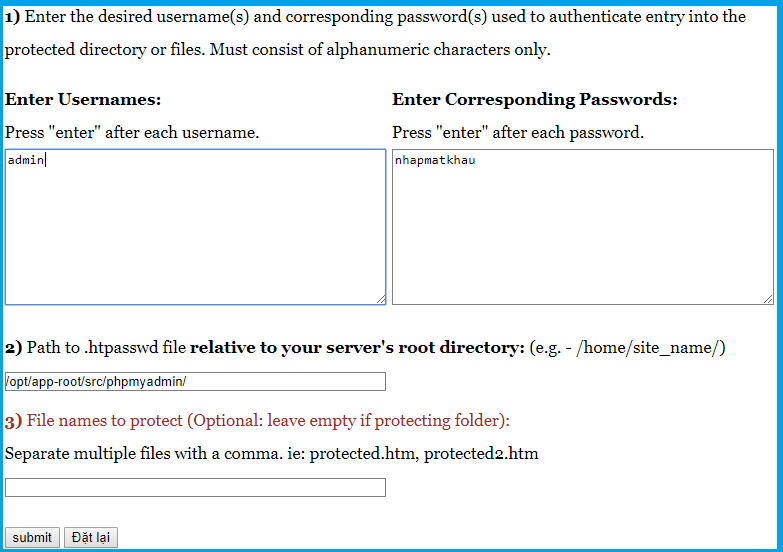 1) Enter the desired username(s) and corresponding password(s) used to authenticate entry into the
protected directory or files. Must consist of alphanumeric characters only.
Enter Usernames:
Press "enter" after each username.
admin
Enter Corresponding Passwords:
Press "enter" after each password.
nhapmatkhau
2) Path to .htpasswd file relative to your server's root directory: (e.g. - /home/site_name/)
/opt/app-root/src/phpmyadmin/
3) File names to protect (Optional: leave empty if protecting folder):
Separate multiple files with a comma. ie: protected.htm, protected2.htm
submit Đặt lại